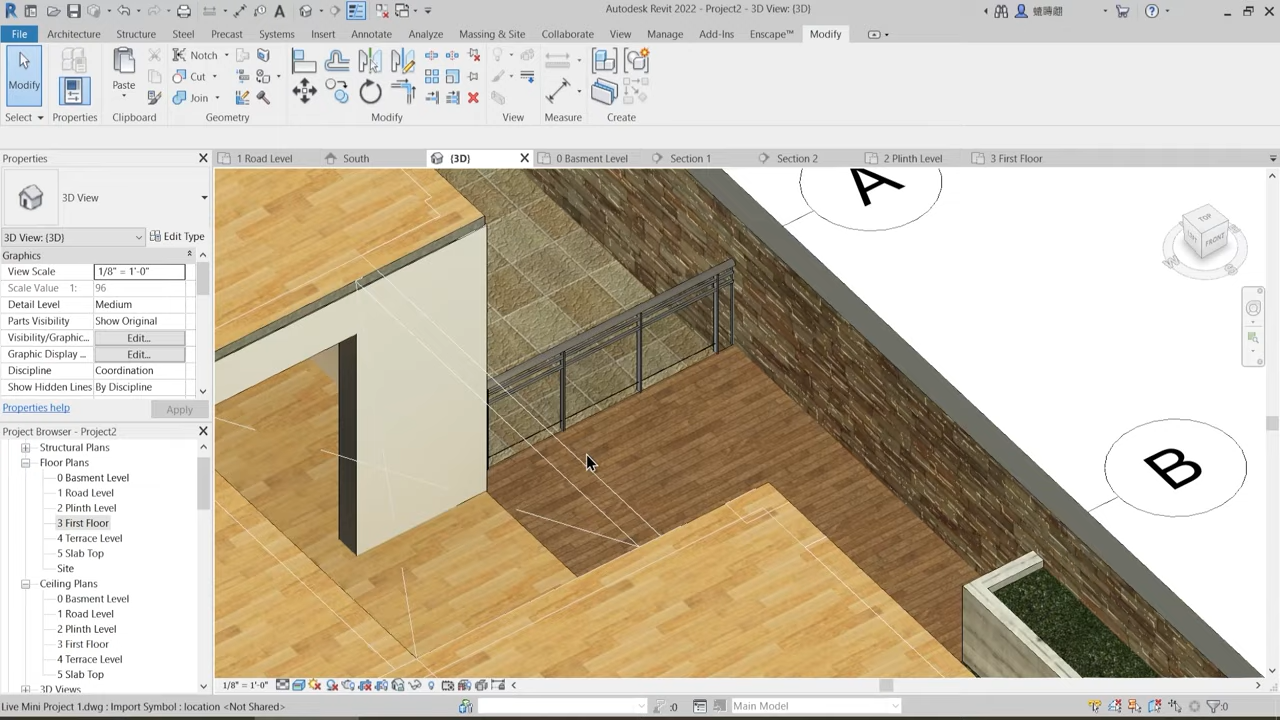 Autodesk Revit 2022 - Project2 - 3D View: {3D}
File Architecture Structure Steel Precast Systems Insert Annotate Analyze Massing & Site Collaborate View Manage Add-Ins Enscape™ Modify
Modify
Paste
Notch
Cut
Join
Select Properties Clipboard Geometry Modify View Measure Create
Properties
1 Road Level South {3D} 0 Basment Level Section 1 Section 2 2 Plinth Level 3 First Floor
3D View
3D View: {3D} Edit Type
Graphics
View Scale 1/8" = 1'-0"
Scale Value 1: 96
Detail Level Medium
Parts Visibility Show Original
Visibility/Graphic... Edit...
Graphic Display ... Edit...
Discipline Coordination
Show Hidden Lines By Discipline
Properties help Apply
Project Browser - Project2
Structural Plans
Floor Plans
0 Basment Level
1 Road Level
2 Plinth Level
3 First Floor
4 Terrace Level
5 Slab Top
Site
Ceiling Plans
0 Basment Level
1 Road Level
2 Plinth Level
3 First Floor
4 Terrace Level
5 Slab Top
3D Views
A
B
TOP
FRONT
1/8" = 1'-0"
Live Mini Project 1.dwg : Import Symbol : location <Not Shared>
:0
Main Model
:0